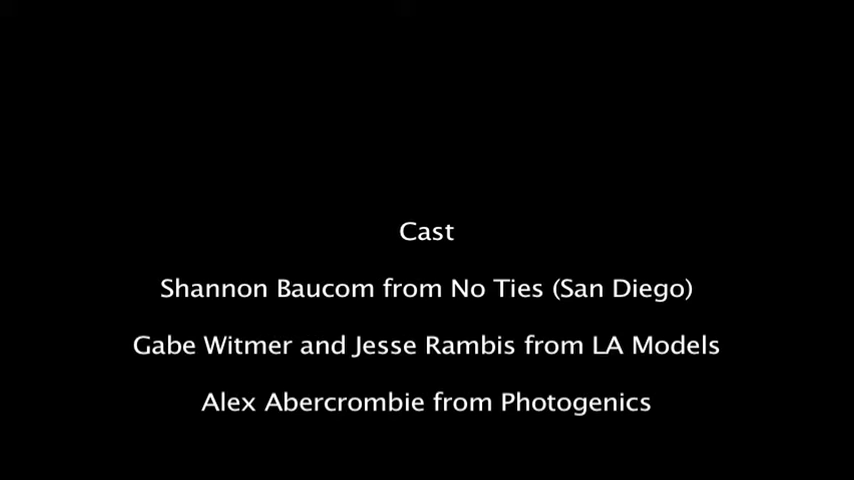 Cast
Shannon Baucom from No Ties (San Diego)
Gabe Witmer and Jesse Rambis from LA Models
Alex Abercrombie from Photogenics